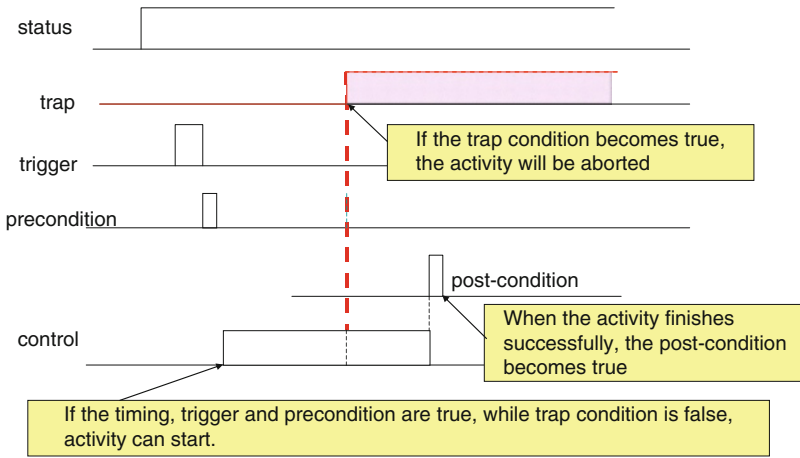 status
trap
If the trap condition becomes true,
the activity will be aborted
trigger
precondition
post-condition
When the activity finishes
successfully, the post-condition
becomes true
control
If the timing, trigger and precondition are true, while trap condition is false,
activity can start.